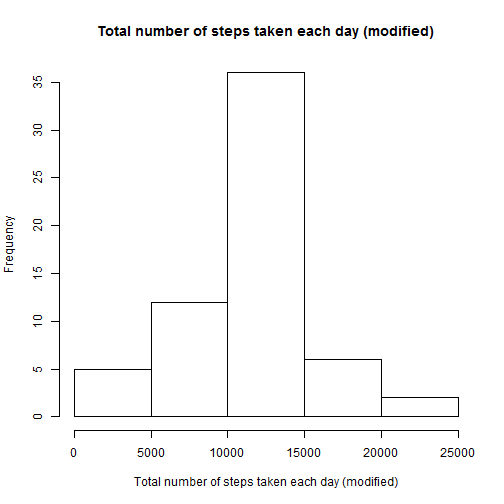 Total number of steps taken each day (modified)
Frequency
35
30
25
20
15
10
5
0
0 5000 10000 15000 20000 25000
Total number of steps taken each day (modified)